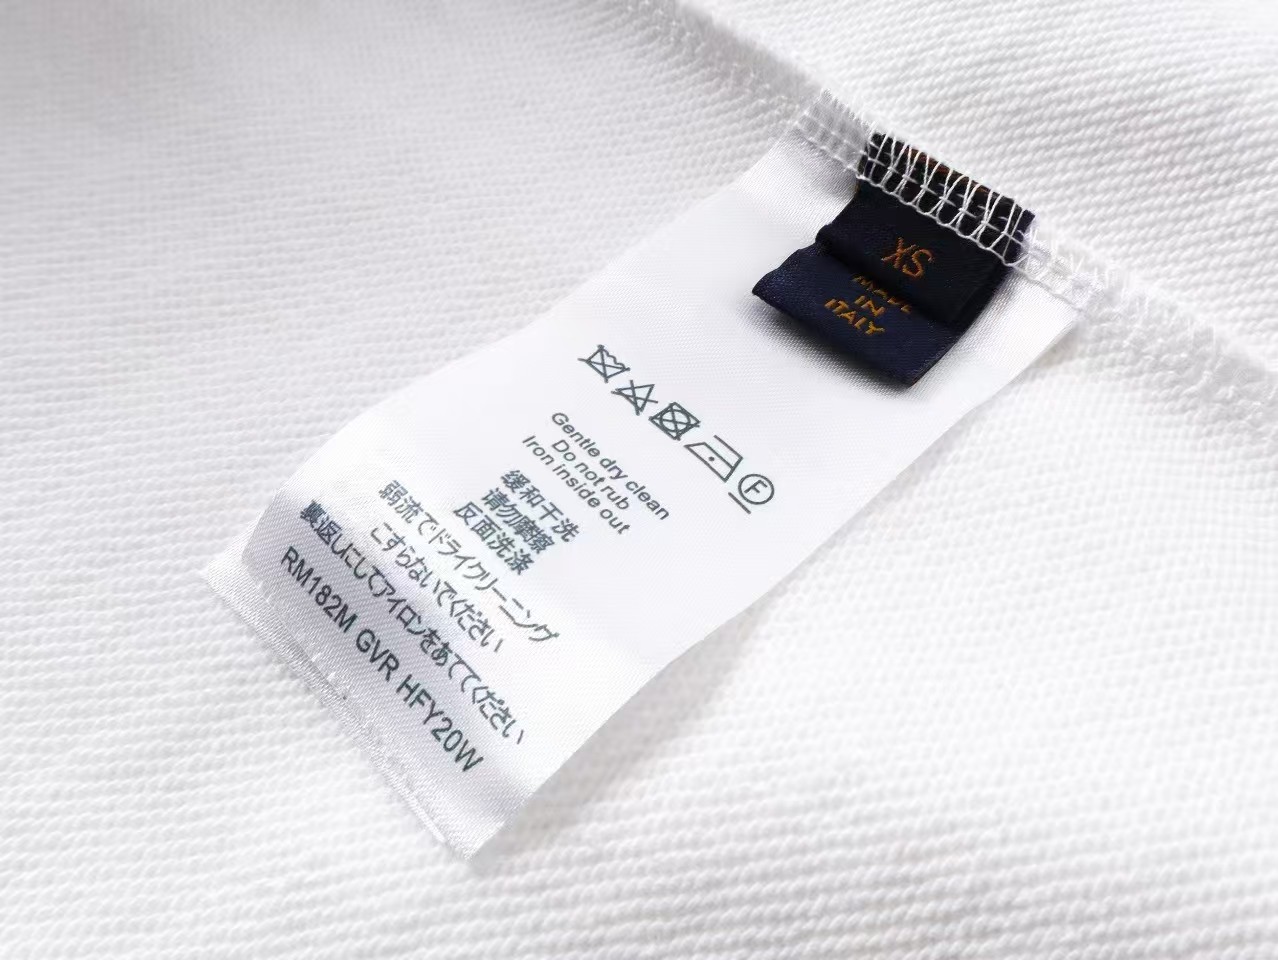 XS
MADE
IN
ITALY
F
Gentle dry clean
Do not rub
Iron inside out
缓和干洗
请勿摩擦
反面洗涤
弱流でドライクリーニング
こすらないでください
裏返しにしてアイロンをあててください
RM182M GVR HFY20W